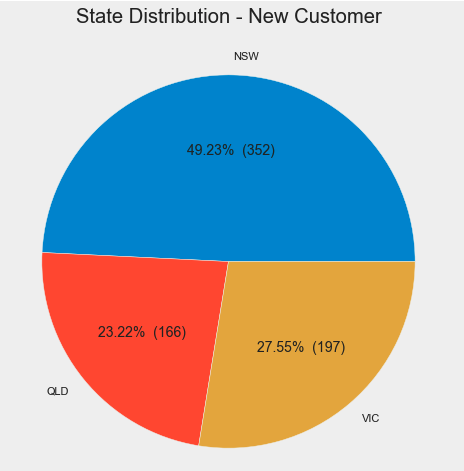 State Distribution - New Customer
NSW
49.23% (352)
23.22% (166)
27.55% (197)
QLD
VIC